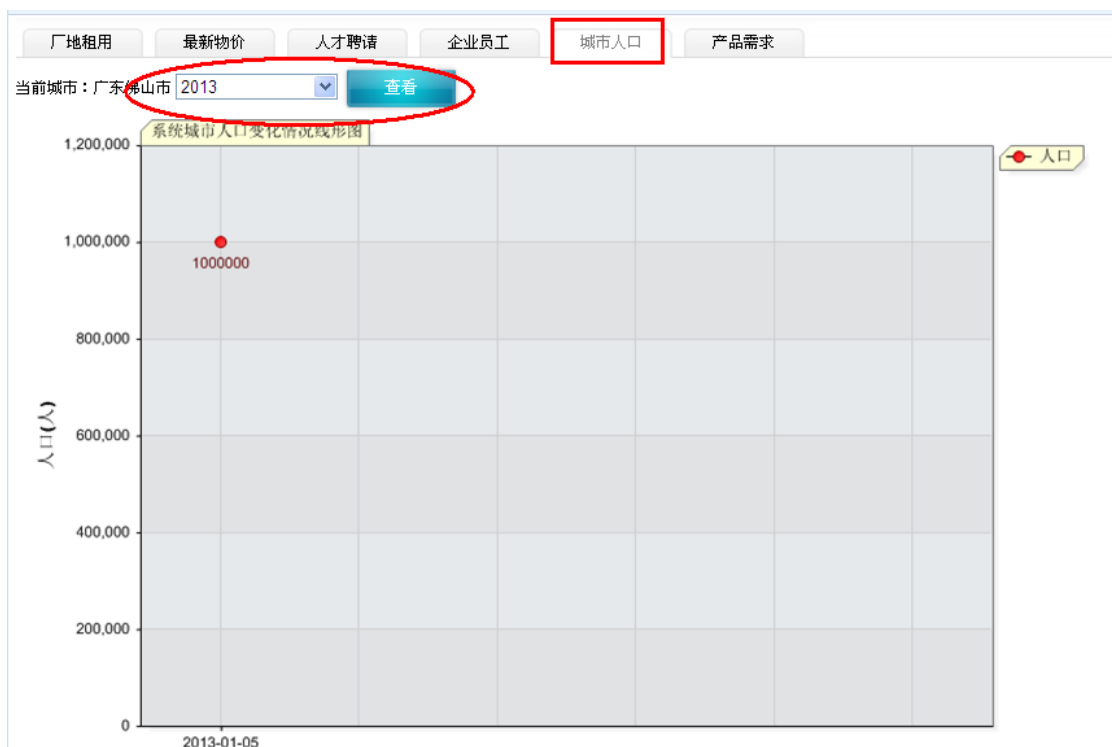 厂地租用 最新物价 人才聘请 企业员工 城市人口 产品需求
当前城市：广东佛山市 2013 查看
系统城市人口变化情况线形图
人口
1,200,000
1,000,000
1000000
800,000
600,000
400,000
200,000
0
人口(人)
2013-01-05